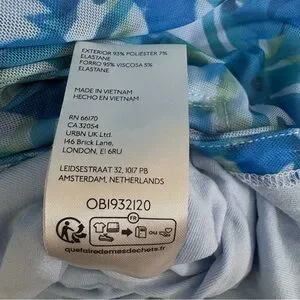 EXTERIOR 93% POLIESTER 7%
ELASTANE
FORRO 95% VISCOSA 5%
ELASTANE
MADE IN VIETNAM
HECHO EN VIETNAM
RN 66170
CA 32054
URBN UK Ltd.
146 Brick Lane,
LONDON, E1 6RU
LEIDSESTRAAT 32, 1017 PB
AMSTERDAM, NETHERLANDS
OB1932120
FR
OU
quefairedemesdechets.fr